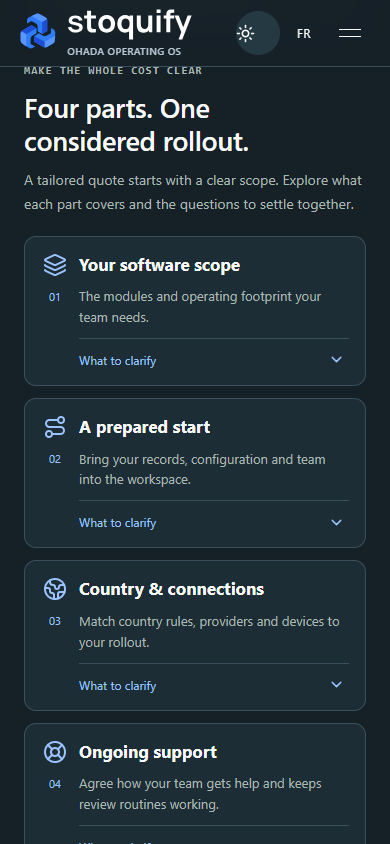 stoquify
OHADA OPERATING OS
FR
MAKE THE WHOLE COST CLEAR
Four parts. One
considered rollout.
A tailored quote starts with a clear scope. Explore what
each part covers and the questions to settle together.
Your software scope
01
The modules and operating footprint your
team needs.
What to clarify
A prepared start
02
Bring your records, configuration and team
into the workspace.
What to clarify
Country & connections
03
Match country rules, providers and devices to
your rollout.
What to clarify
Ongoing support
04
Agree how your team gets help and keeps
review routines working.